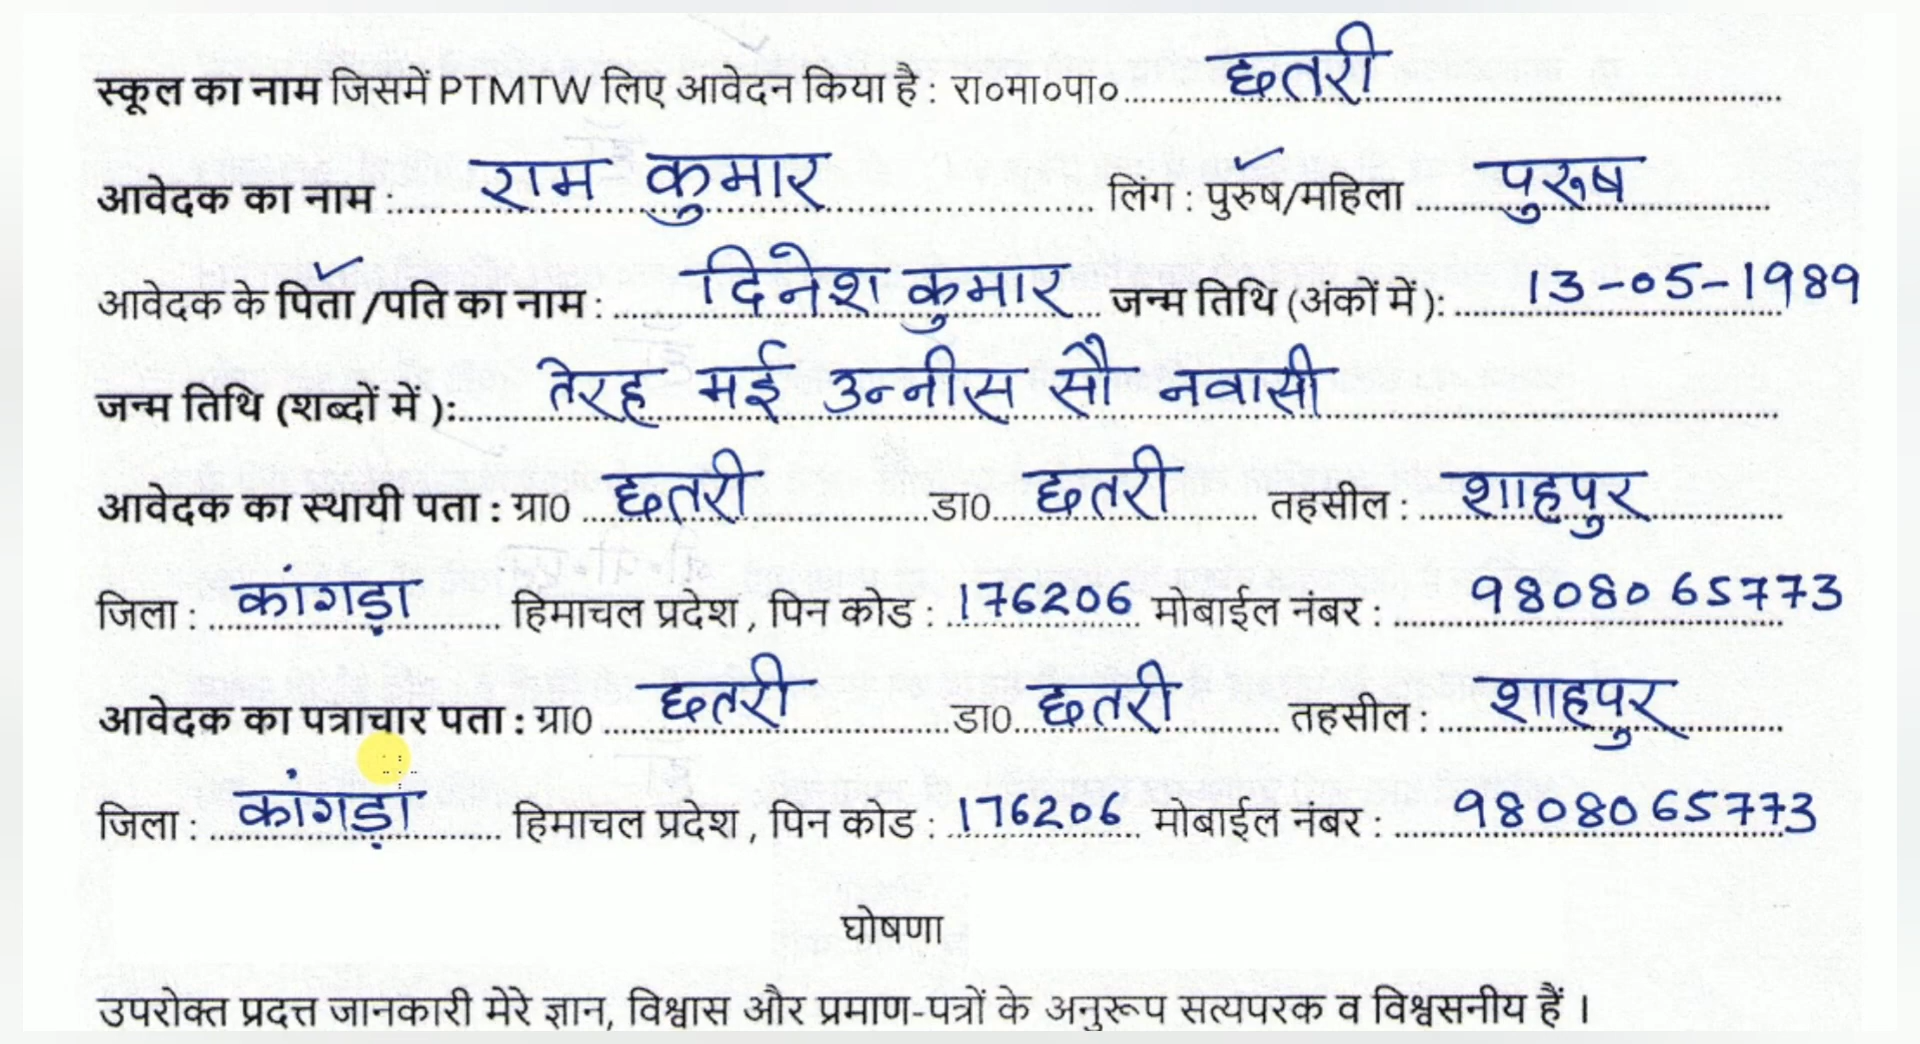 स्कूल का नाम जिसमें PTMTW लिए आवेदन किया है : रा०मा०पा० छतरी
आवेदक का नाम : राम कुमार लिंग : पुरुष/महिला पुरुष
आवेदक के पिता /पति का नाम : दिनेश कुमार जन्म तिथि (अंकों में ): 13-05-1989
जन्म तिथि (शब्दों में ): तेरह मई उन्नीस सौ नवासी
आवेदक का स्थायी पता : ग्रा0 छतरी डा0 छतरी तहसील : शाहपुर
जिला : कांगड़ा हिमाचल प्रदेश , पिन कोड : 176206 मोबाईल नंबर : 9808065773
आवेदक का पत्राचार पता : ग्रा0 छतरी डा0 छतरी तहसील : शाहपुर
जिला : कांगड़ा हिमाचल प्रदेश , पिन कोड : 176206 मोबाईल नंबर : 9808065773
घोषणा
उपरोक्त प्रदत्त जानकारी मेरे ज्ञान, विश्वास और प्रमाण-पत्रों के अनुरूप सत्यपरक व विश्वसनीय हैं ।